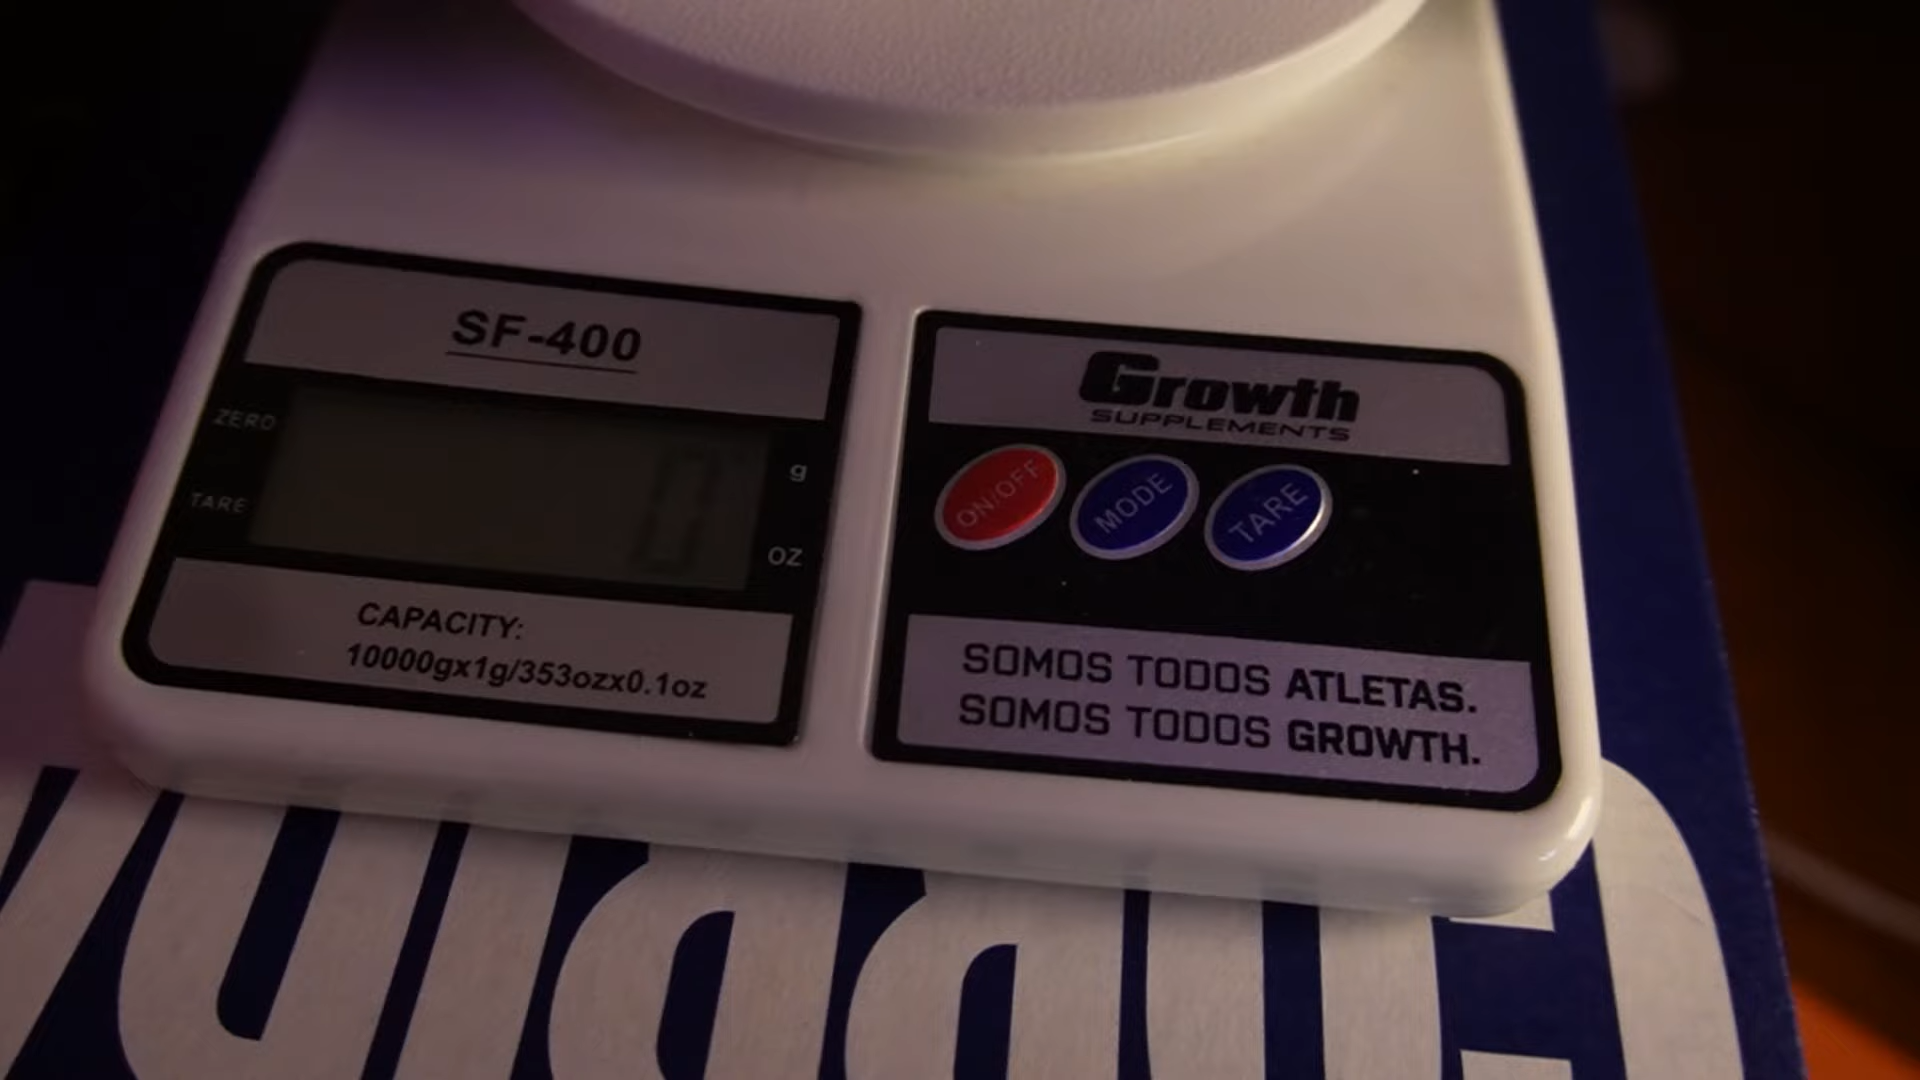 SF-400
ZERO
TARE
0
g
oz
CAPACITY:
10000gx1g/353ozx0.1oz
Growth
SUPPLEMENTS
ON/OFF
MODE
TARE
SOMOS TODOS ATLETAS.
SOMOS TODOS GROWTH.